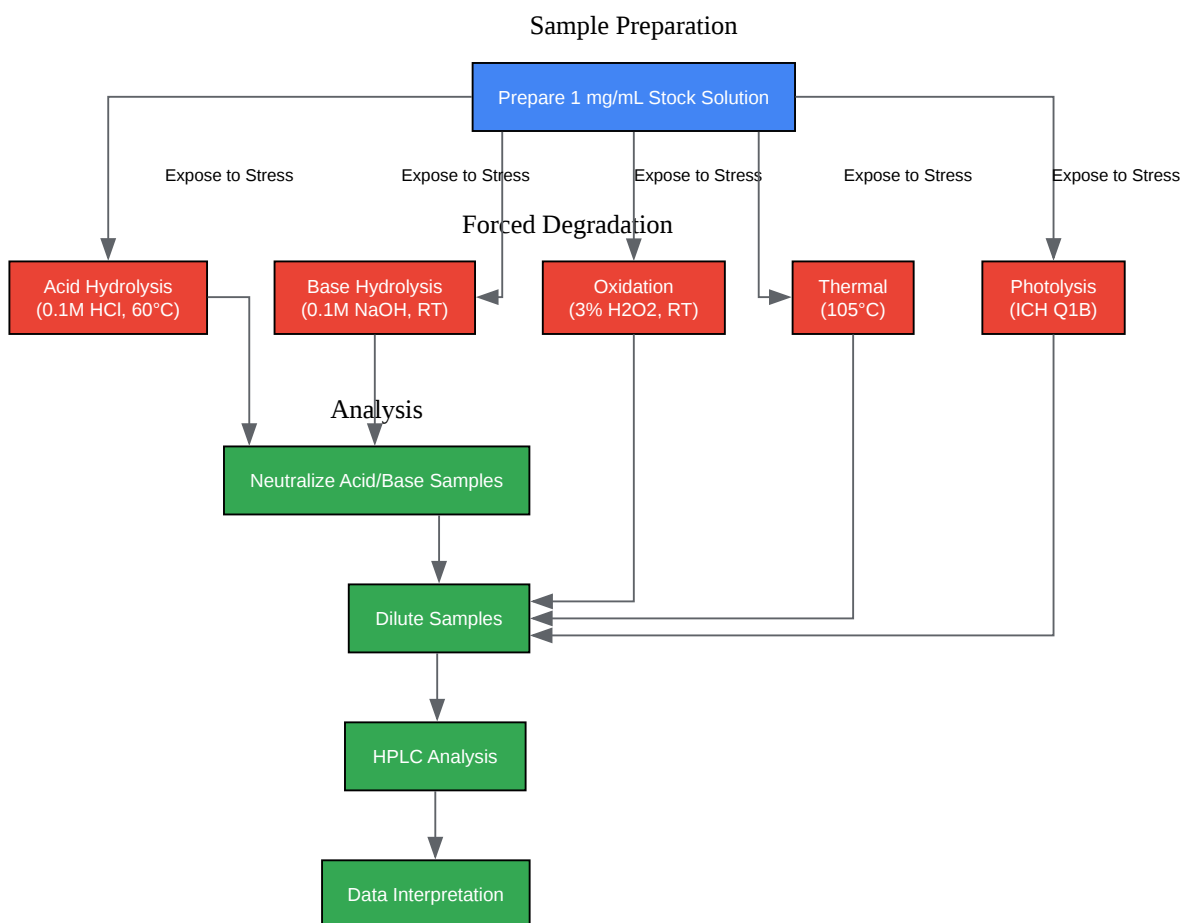 Sample Preparation
Prepare 1 mg/mL Stock Solution
Expose to Stress
Expose to Stress
Expose to Stress
Expose to Stress
Expose to Stress
Forced Degradation
Acid Hydrolysis
(0.1M HCl, 60°C)
Base Hydrolysis
(0.1M NaOH, RT)
Oxidation
(3% H2O2, RT)
Thermal
(105°C)
Photolysis
(ICH Q1B)
Analysis
Neutralize Acid/Base Samples
Dilute Samples
HPLC Analysis
Data Interpretation